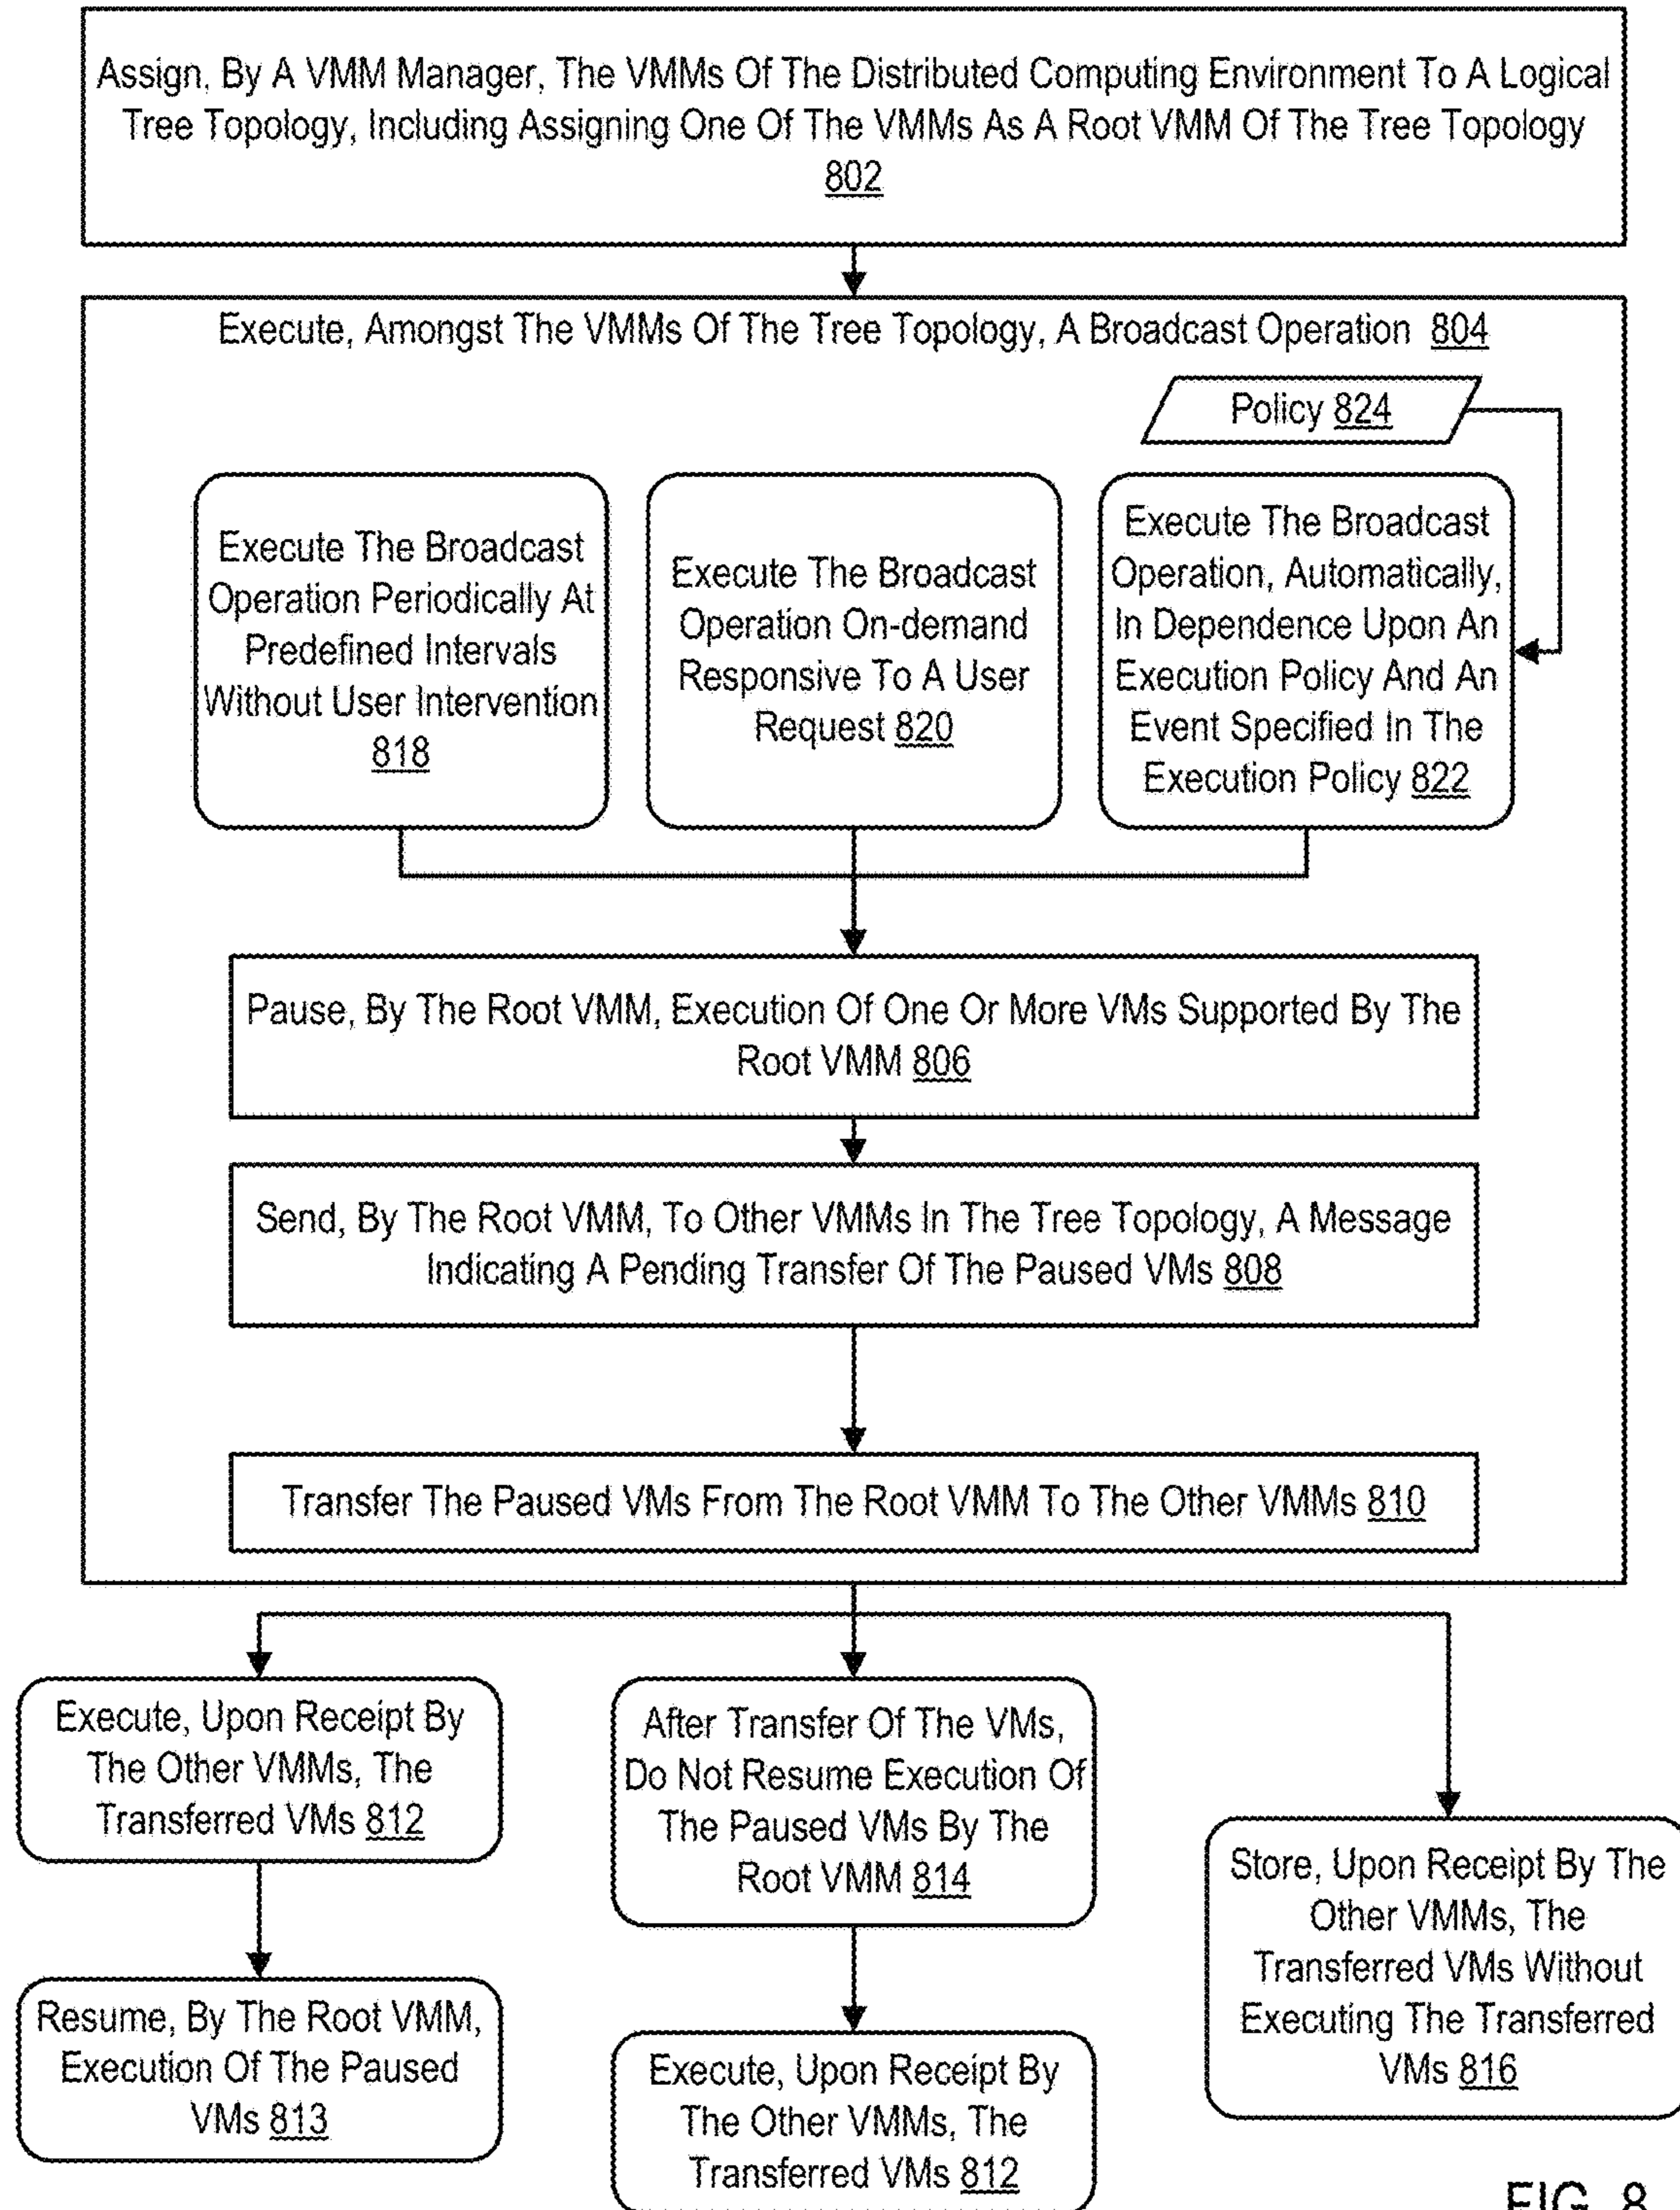 Assign, By A VMM Manager, The VMMs Of The Distributed Computing Environment To A Logical
Tree Topology, Including Assigning One Of The VMMs As A Root VMM Of The Tree Topology
802
Execute, Amongst The VMMs Of The Tree Topology, A Broadcast Operation 804
Policy 824
Execute The Broadcast
Operation Periodically At
Predefined Intervals
Without User Intervention
818
Execute The Broadcast
Operation On-demand
Responsive To A User
Request 820
Execute The Broadcast
Operation, Automatically,
In Dependence Upon An
Execution Policy And An
Event Specified In The
Execution Policy 822
Pause, By The Root VMM, Execution Of One Or More VMs Supported By The
Root VMM 806
Send, By The Root VMM, To Other VMMs In The Tree Topology, A Message
Indicating A Pending Transfer Of The Paused VMs 808
Transfer The Paused VMs From The Root VMM To The Other VMMs 810
Execute, Upon Receipt By
The Other VMMs, The
Transferred VMs 812
Resume, By The Root VMM,
Execution Of The Paused
VMs 813
After Transfer Of The VMs,
Do Not Resume Execution Of
The Paused VMs By The
Root VMM 814
Execute, Upon Receipt By
The Other VMMs, The
Transferred VMs 812
Store, Upon Receipt By The
Other VMMs, The
Transferred VMs Without
Executing The Transferred
VMs 816
FIG. 8